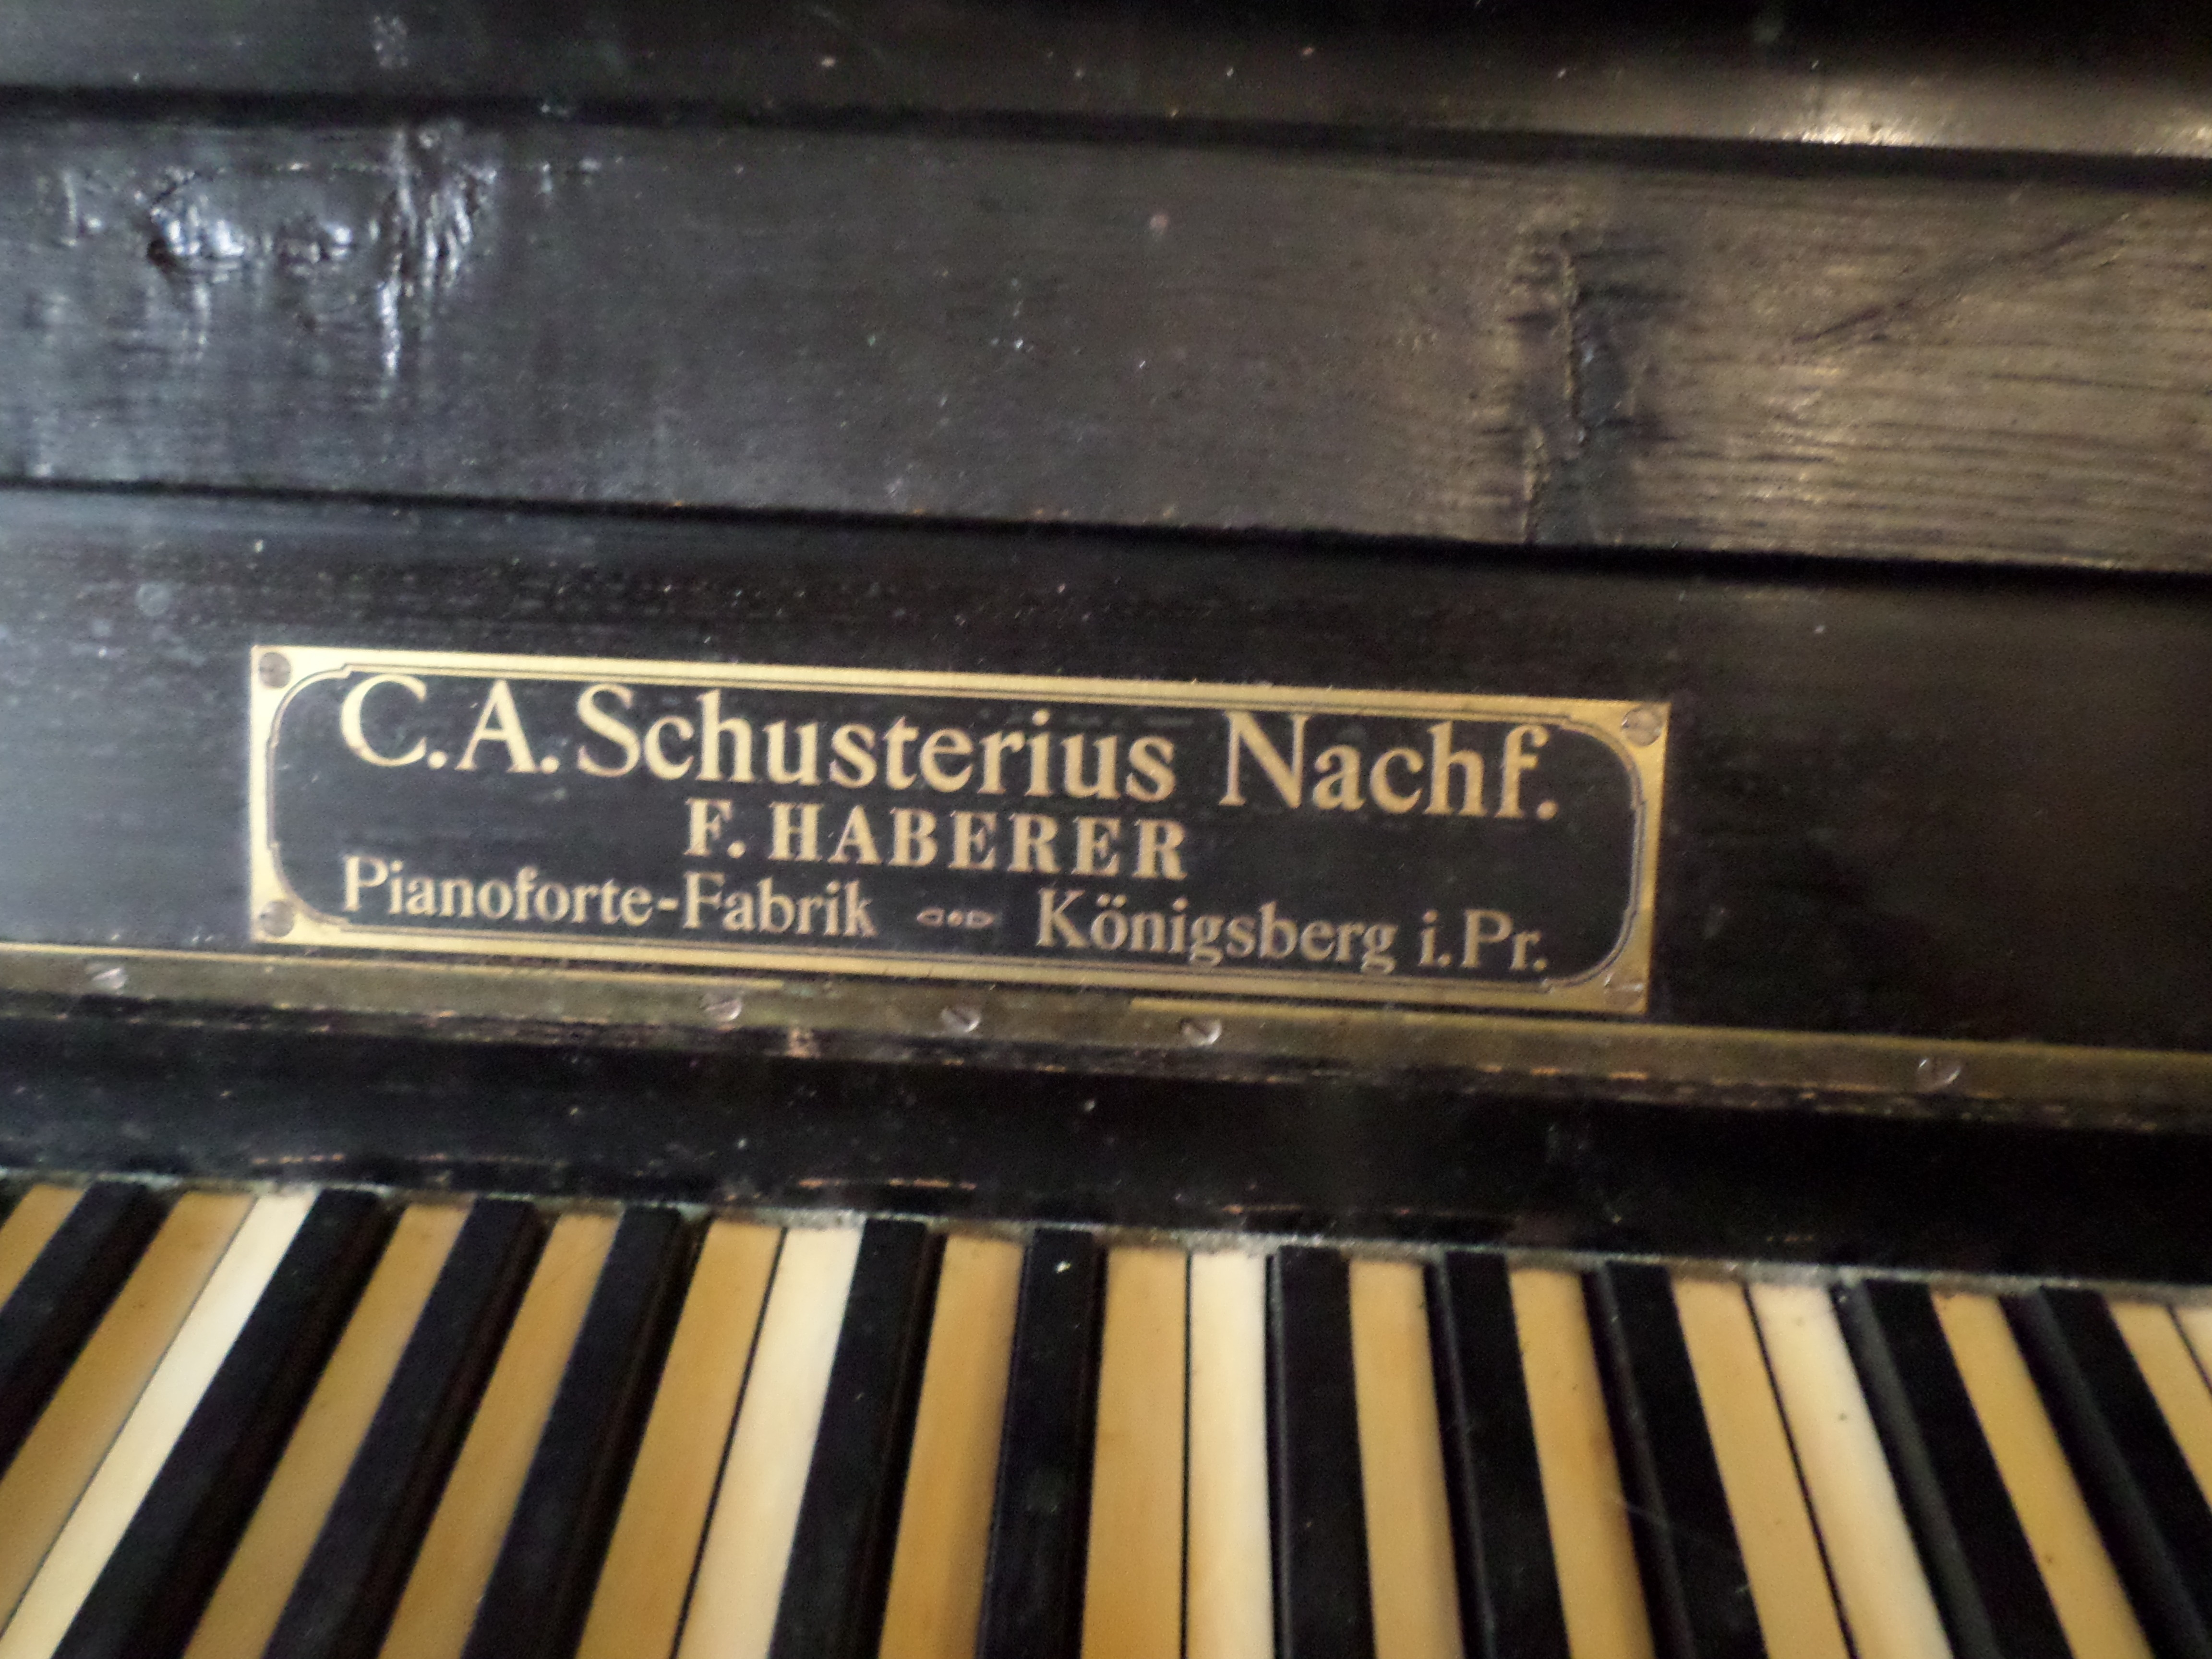 C.A. Schusterius Nachf.
F. HABERER
Pianoforte-Fabrik Königsberg i. Pr.